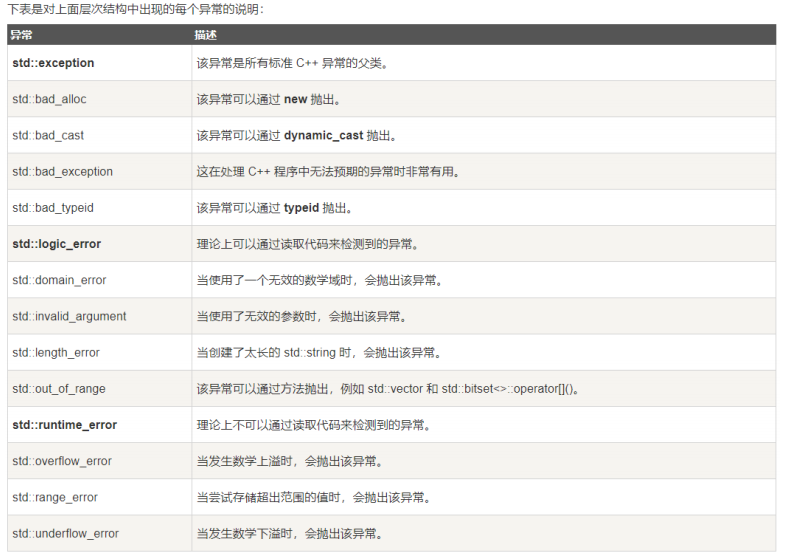 下表是对上面层次结构中出现的每个异常的说明：
异常 描述
std::exception 该异常是所有标准 C++ 异常的父类。
std::bad_alloc 该异常可以通过 new 抛出。
std::bad_cast 该异常可以通过 dynamic_cast 抛出。
std::bad_exception 这在处理 C++ 程序中无法预期的异常时非常有用。
std::bad_typeid 该异常可以通过 typeid 抛出。
std::logic_error 理论上可以通过读取代码来检测到的异常。
std::domain_error 当使用了一个无效的数学域时，会抛出该异常。
std::invalid_argument 当使用了无效的参数时，会抛出该异常。
std::length_error 当创建了太长的 std::string 时，会抛出该异常。
std::out_of_range 该异常可以通过方法抛出，例如 std::vector 和 std::bitset<>::operator[]()。
std::runtime_error 理论上不可以通过读取代码来检测到的异常。
std::overflow_error 当发生数学上溢时，会抛出该异常。
std::range_error 当尝试存储超出范围的值时，会抛出该异常。
std::underflow_error 当发生数学下溢时，会抛出该异常。